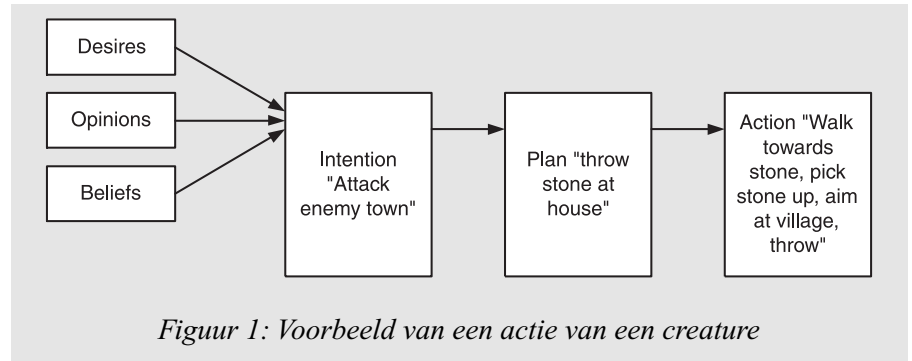 Desires
Opinions
Beliefs
Intention
"Attack
enemy town"
Plan "throw
stone at
house"
Action "Walk
towards
stone, pick
stone up, aim
at village,
throw"
Figuur 1: Voorbeeld van een actie van een creature